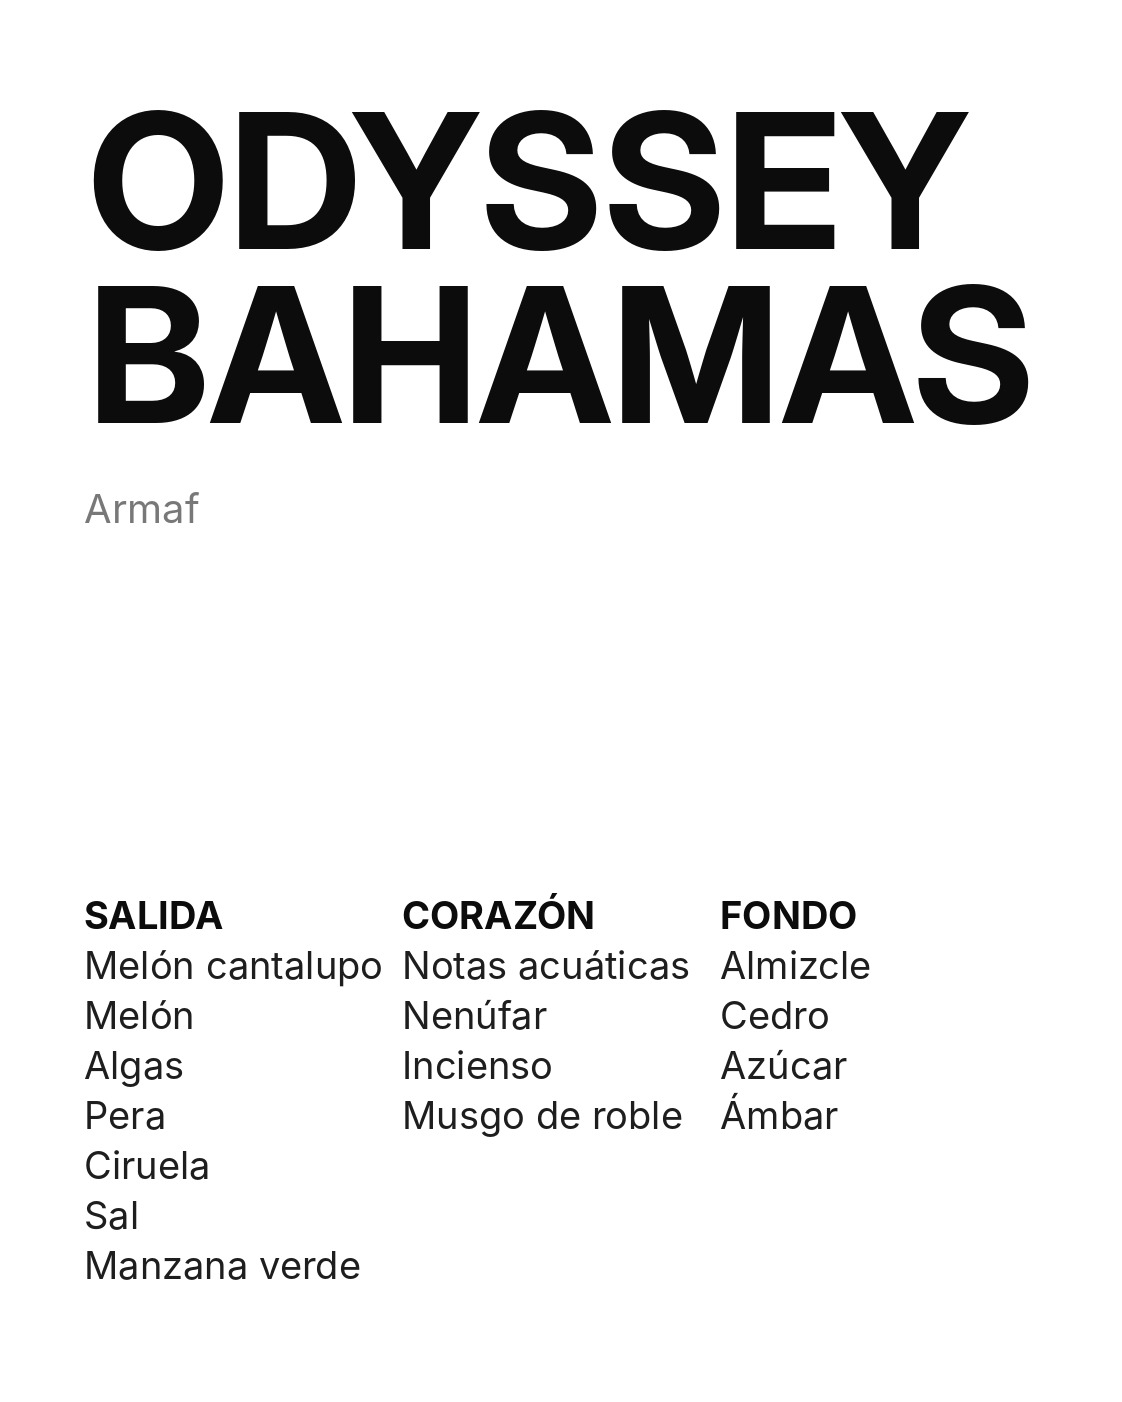 ODYSSEY
BAHAMAS
Armaf
SALIDA
Melón cantalupo
Melón
Algas
Pera
Ciruela
Sal
Manzana verde
CORAZÓN
Notas acuáticas
Nenúfar
Incienso
Musgo de roble
FONDO
Almizcle
Cedro
Azúcar
Ámbar